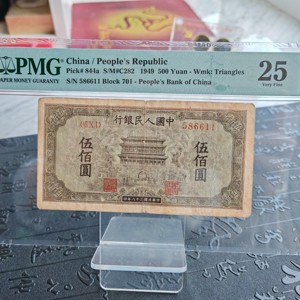 PMG
PAPER MONEY GUARANTY
China / People's Republic
Pick# 844a S/M#C282 1949 500 Yuan - Wmk: Triangles
S/N 586611 Block 701 - People's Bank of China
25
Very Fine
行銀民人國中
586611
伍佰圓
伍佰圓